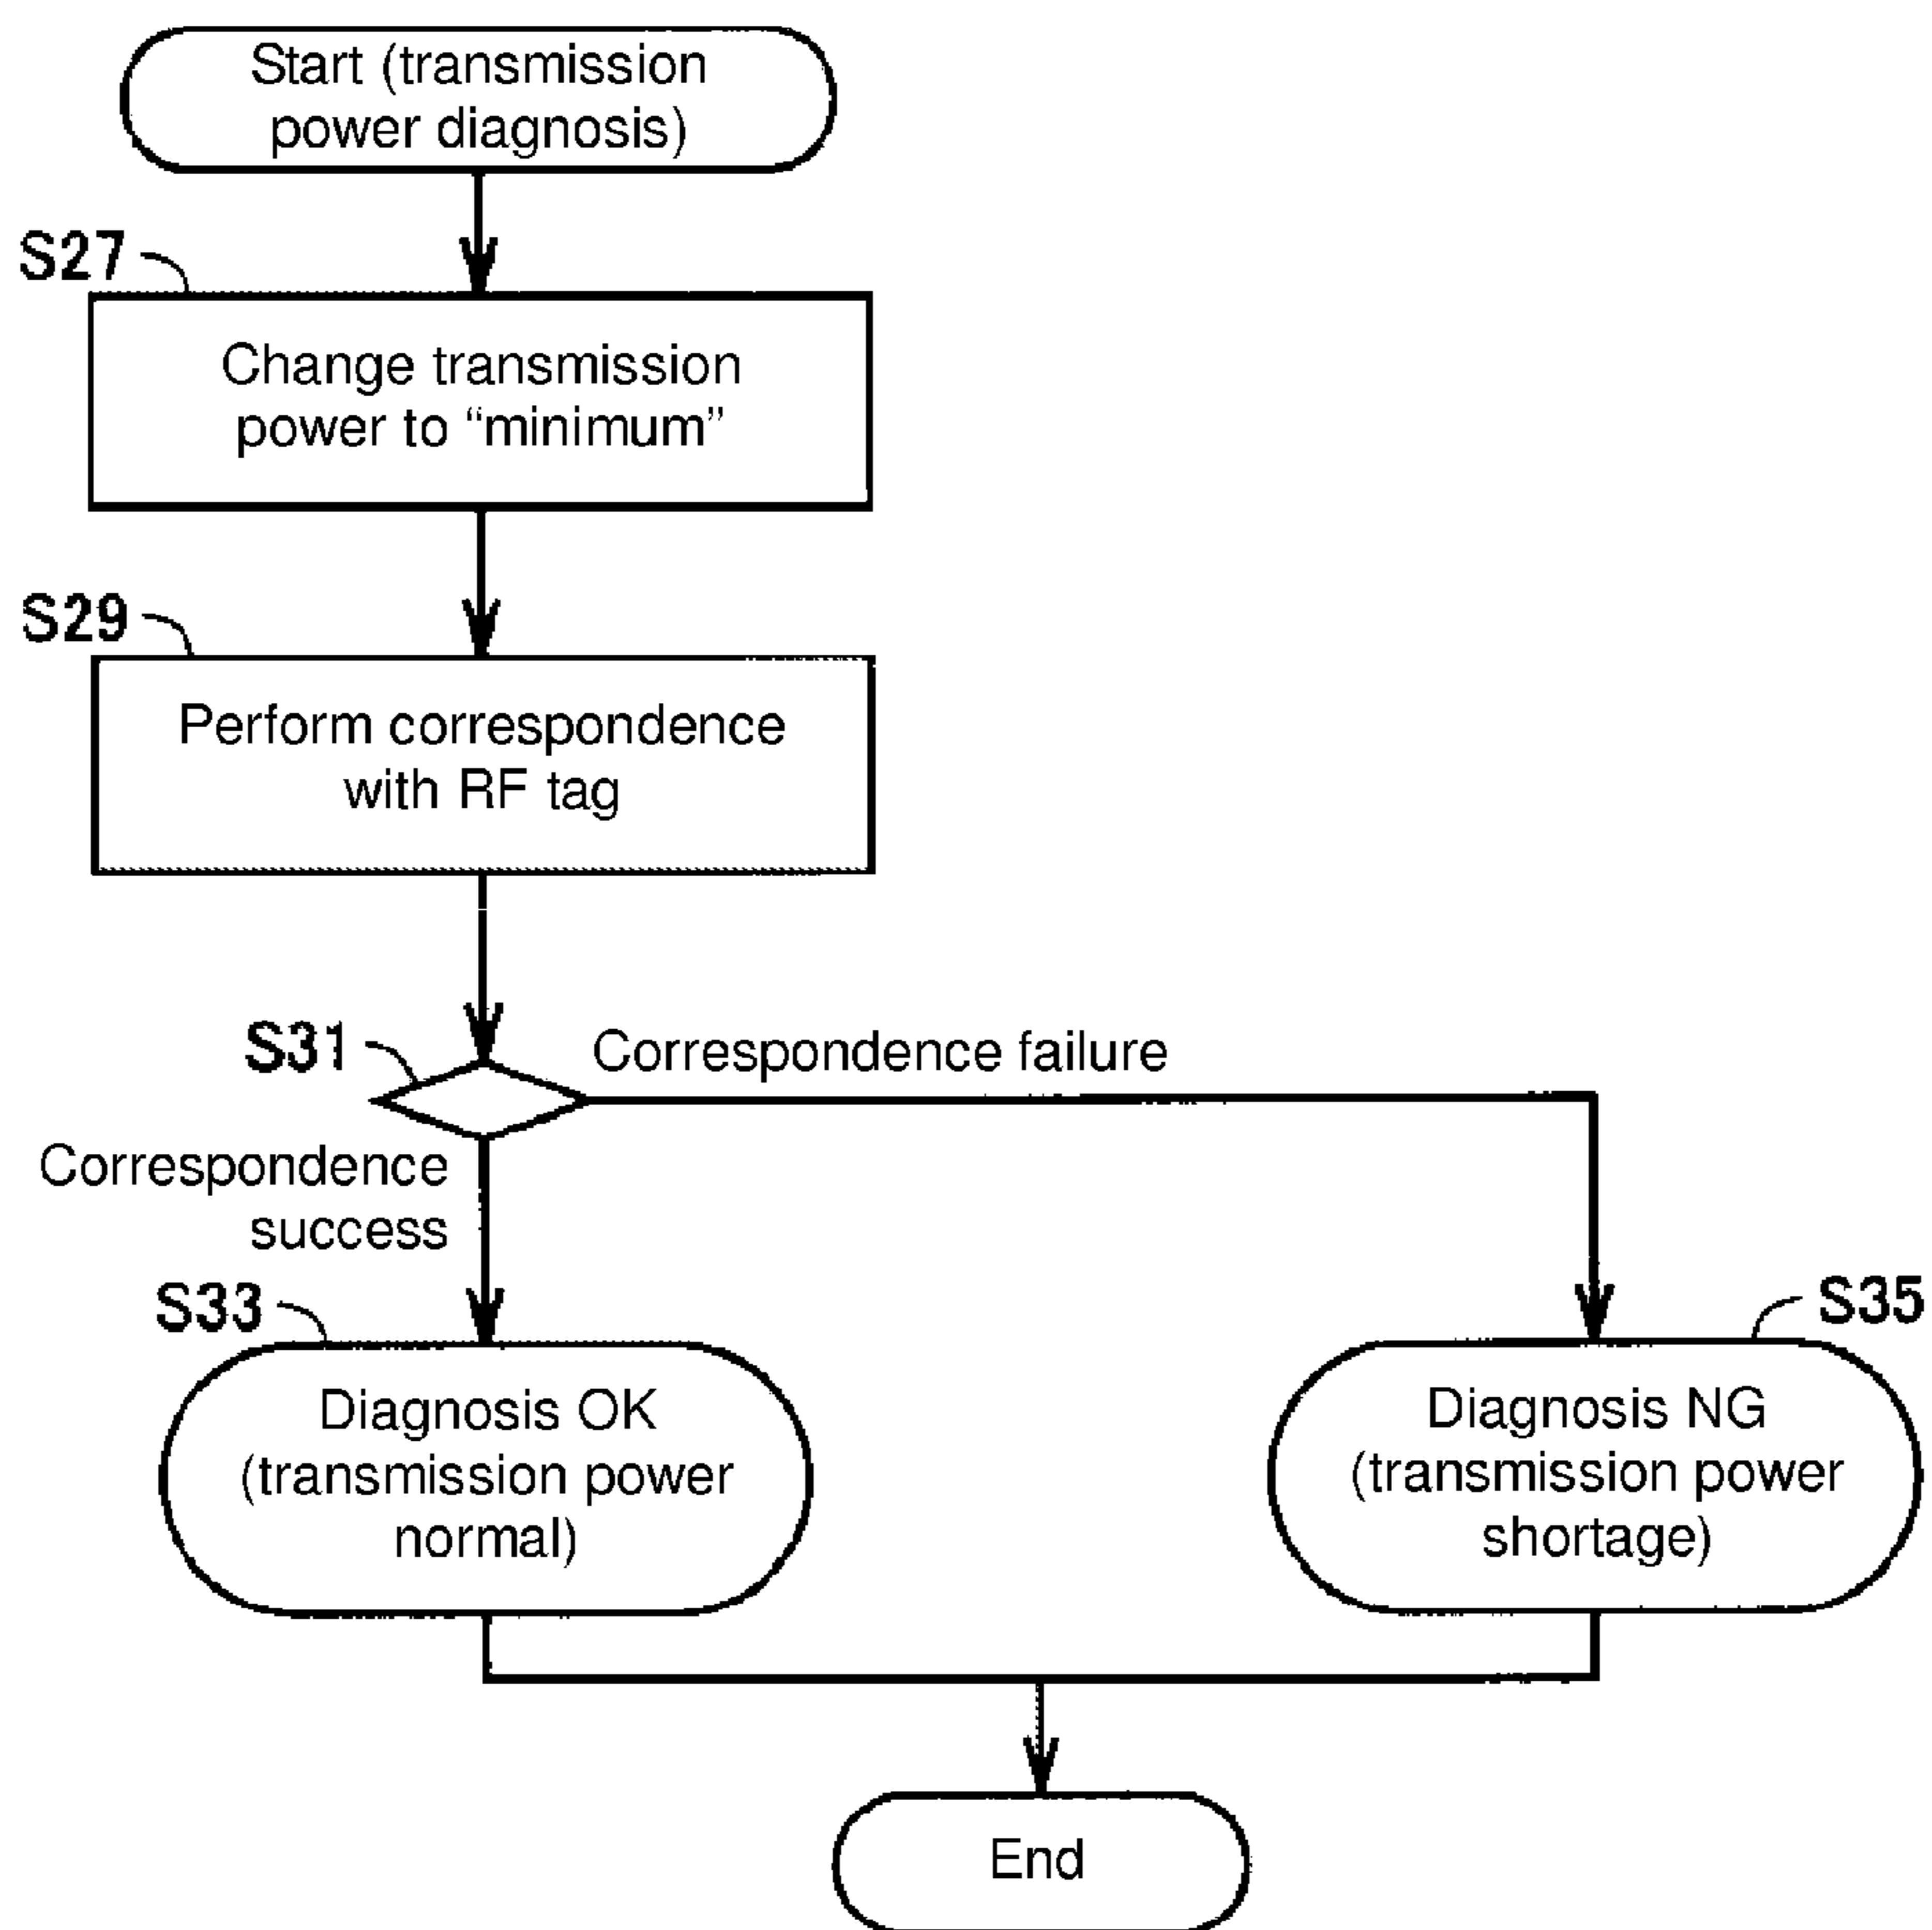 Start (transmission
power diagnosis)
S27
Change transmission
power to “minimum”
S29
Perform correspondence
with RF tag
S31
Correspondence failure
Correspondence
success
S33
S35
Diagnosis OK
(transmission power
normal)
Diagnosis NG
(transmission power
shortage)
End